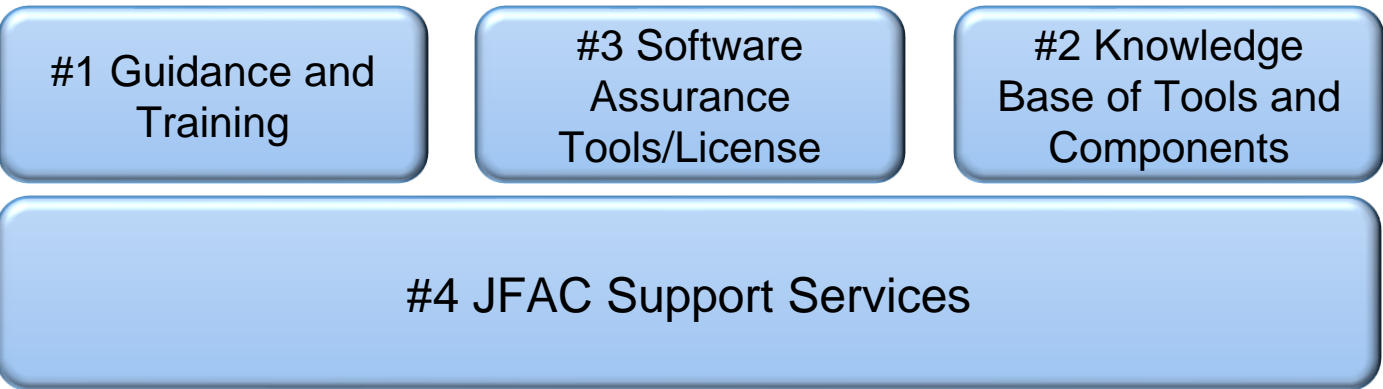 #1 Guidance and
Training
#3 Software
Assurance
Tools/License
#2 Knowledge
Base of Tools and
Components
#4 JFAC Support Services